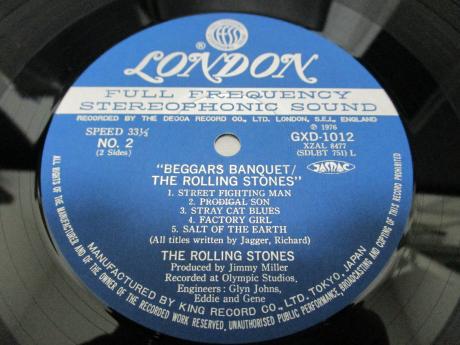 ®
LONDON
FULL FREQUENCY
STEREOPHONIC SOUND
RECORDED BY THE DECCA RECORD CO., LTD. LONDON, S.E.I., ENGLAND
SPEED 33⅓
NO. 2
(2 Sides)
℗ 1976
GXD-1012
XZAL 8477
(SDLBT 751) L
JASRAC
"BEGGARS BANQUET/
THE ROLLING STONES"
1. STREET FIGHTING MAN
2. PRODIGAL SON
3. STRAY CAT BLUES
4. FACTORY GIRL
5. SALT OF THE EARTH
(All titles written by Jagger, Richard)
THE ROLLING STONES
Produced by Jimmy Miller
Recorded at Olympic Studios.
Engineers: Glyn Johns,
Eddie and Gene
MANUFACTURED BY KING RECORD CO., LTD. TOKYO, JAPAN
ALL RIGHTS OF THE MANUFACTURER AND OF THE OWNER OF THE RECORDED WORK RESERVED. UNAUTHORISED PUBLIC PERFORMANCE, BROADCASTING AND COPYING OF THIS RECORD PROHIBITED